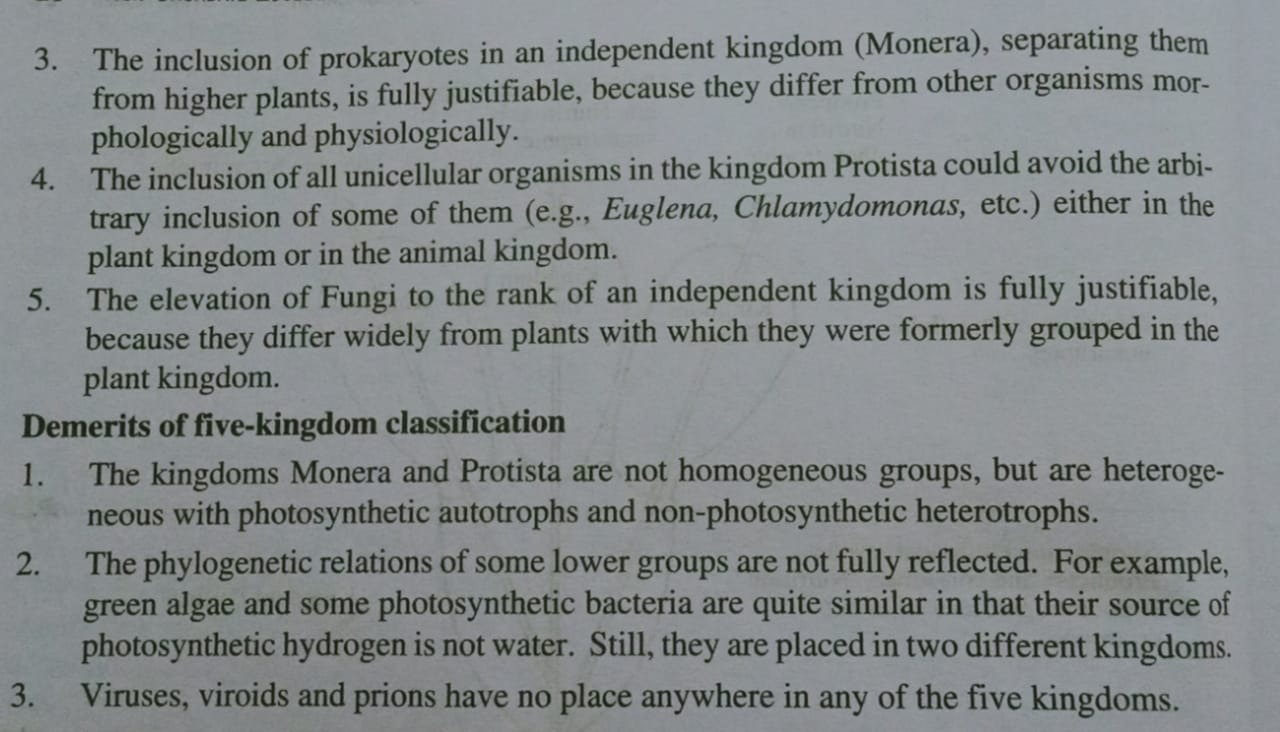 3. The inclusion of prokaryotes in an independent kingdom (Monera), separating them
from higher plants, is fully justifiable, because they differ from other organisms mor-
phologically and physiologically.
4. The inclusion of all unicellular organisms in the kingdom Protista could avoid the arbi-
trary inclusion of some of them (e.g., Euglena, Chlamydomonas, etc.) either in the
plant kingdom or in the animal kingdom.
5. The elevation of Fungi to the rank of an independent kingdom is fully justifiable,
because they differ widely from plants with which they were formerly grouped in the
plant kingdom.
Demerits of five-kingdom classification
1. The kingdoms Monera and Protista are not homogeneous groups, but are heteroge-
neous with photosynthetic autotrophs and non-photosynthetic heterotrophs.
2. The phylogenetic relations of some lower groups are not fully reflected. For example,
green algae and some photosynthetic bacteria are quite similar in that their source of
photosynthetic hydrogen is not water. Still, they are placed in two different kingdoms.
3. Viruses, viroids and prions have no place anywhere in any of the five kingdoms.